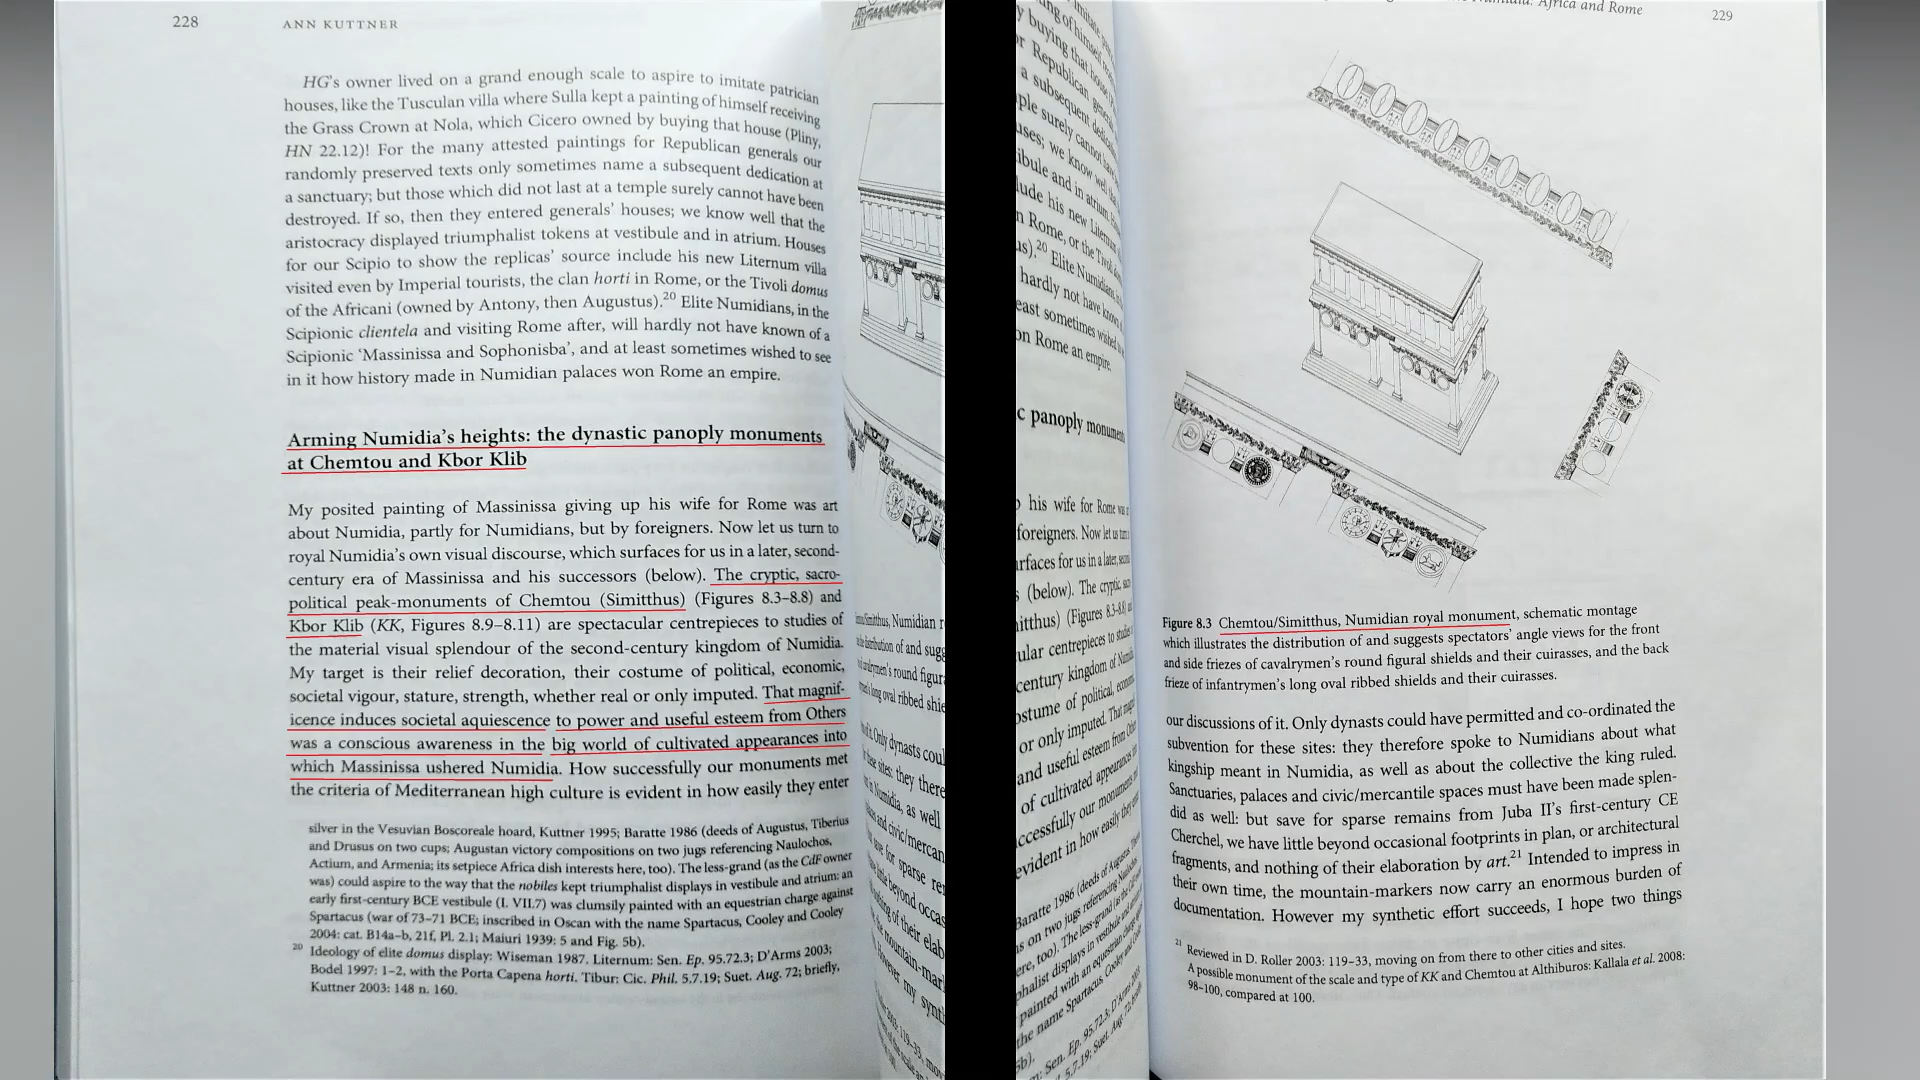 228
ANN KUTTNER
HG's owner lived on a grand enough scale to aspire to imitate patrician
houses, like the Tusculan villa where Sulla kept a painting of himself receiving
the Grass Crown at Nola, which Cicero owned by buying that house (Pliny,
HN 22.12)! For the many attested paintings for Republican generals our
randomly preserved texts only sometimes name a subsequent dedication at
a sanctuary; but those which did not last at a temple surely cannot have been
destroyed. If so, then they entered generals' houses; we know well that the
aristocracy displayed triumphalist tokens at vestibule and in atrium. Houses
for our Scipio to show the replicas' source include his new Liternum villa
visited even by Imperial tourists, the clan horti in Rome, or the Tivoli domus
of the Africani (owned by Antony, then Augustus).20 Elite Numidians, in the
Scipionic clientela and visiting Rome after, will hardly not have known of a
Scipionic 'Massinissa and Sophonisba', and at least sometimes wished to see
in it how history made in Numidian palaces won Rome an empire.
Arming Numidia's heights: the dynastic panoply monuments
at Chemtou and Kbor Klib
My posited painting of Massinissa giving up his wife for Rome was art
about Numidia, partly for Numidians, but by foreigners. Now let us turn to
royal Numidia's own visual discourse, which surfaces for us in a later, second-
century era of Massinissa and his successors (below). The cryptic, sacro-
political peak-monuments of Chemtou (Simitthus) (Figures 8.3–8.8) and
Kbor Klib (KK, Figures 8.9–8.11) are spectacular centrepieces to studies of
the material visual splendour of the second-century kingdom of Numidia.
My target is their relief decoration, their costume of political, economic,
societal vigour, stature, strength, whether real or only imputed. That magnif-
icence induces societal aquiescence to power and useful esteem from Others
was a conscious awareness in the big world of cultivated appearances into
which Massinissa ushered Numidia. How successfully our monuments met
the criteria of Mediterranean high culture is evident in how easily they enter
silver in the Vesuvian Boscoreale hoard, Kuttner 1995; Baratte 1986 (deeds of Augustus, Tiberius
and Drusus on two cups; Augustan victory compositions on two jugs referencing Naulochos,
Actium, and Armenia; its setpiece Africa dish interests here, too). The less-grand (as the CdF owner
was) could aspire to the way that the nobiles kept triumphalist displays in vestibule and atrium: an
early first-century BCE vestibule (I. VII.7) was clumsily painted with an equestrian charge against
Spartacus (war of 73–71 BCE; inscribed in Oscan with the name Spartacus, Cooley and Cooley
2004: cat. B14a–b, 21f, Pl. 2.1; Maiuri 1939: 5 and Fig. 5b).
20 Ideology of elite domus display: Wiseman 1987. Liternum: Sen. Ep. 95.72.3; D'Arms 2003;
Bodel 1997: 1–2, with the Porta Capena horti. Tibur: Cic. Phil. 5.7.19; Suet. Aug. 72; briefly,
Kuttner 2003: 148 n. 160.
Africa and Rome
229
Figure 8.3 Chemtou/Simitthus, Numidian royal monument, schematic montage
which illustrates the distribution of and suggests spectators' angle views for the front
and side friezes of cavalrymen's round figural shields and their cuirasses, and the back
frieze of infantrymen's long oval ribbed shields and their cuirasses.
our discussions of it. Only dynasts could have permitted and co-ordinated the
subvention for these sites: they therefore spoke to Numidians about what
kingship meant in Numidia, as well as about the collective the king ruled.
Sanctuaries, palaces and civic/mercantile spaces must have been made splen-
did as well: but save for sparse remains from Juba II's first-century CE
Cherchel, we have little beyond occasional footprints in plan, or architectural
fragments, and nothing of their elaboration by art.21 Intended to impress in
their own time, the mountain-markers now carry an enormous burden of
documentation. However my synthetic effort succeeds, I hope two things
21 Reviewed in D. Roller 2003: 119–33, moving on from there to other cities and sites.
A possible monument of the scale and type of KK and Chemtou at Althiburos: Kallala et al. 2008:
98–100, compared at 100.